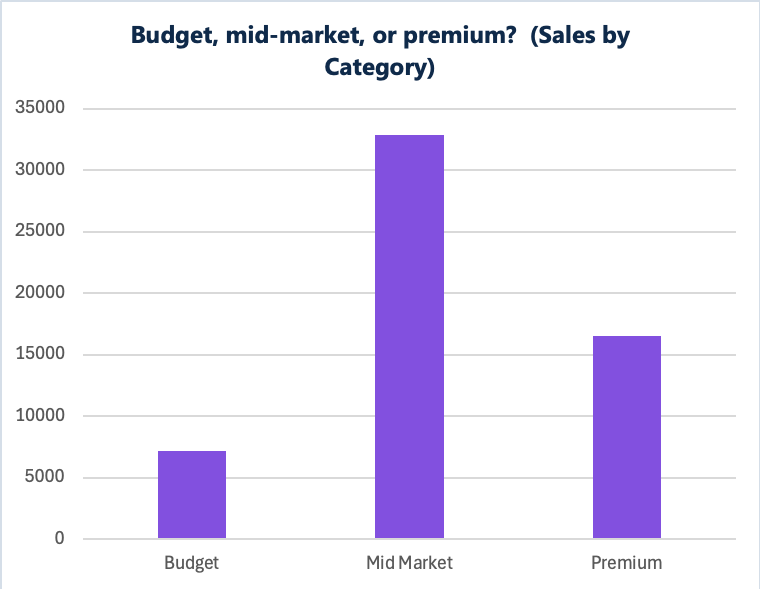 Budget, mid-market, or premium?  (Sales by
Category)
35000
30000
25000
20000
15000
10000
5000
0
Budget
Mid Market
Premium